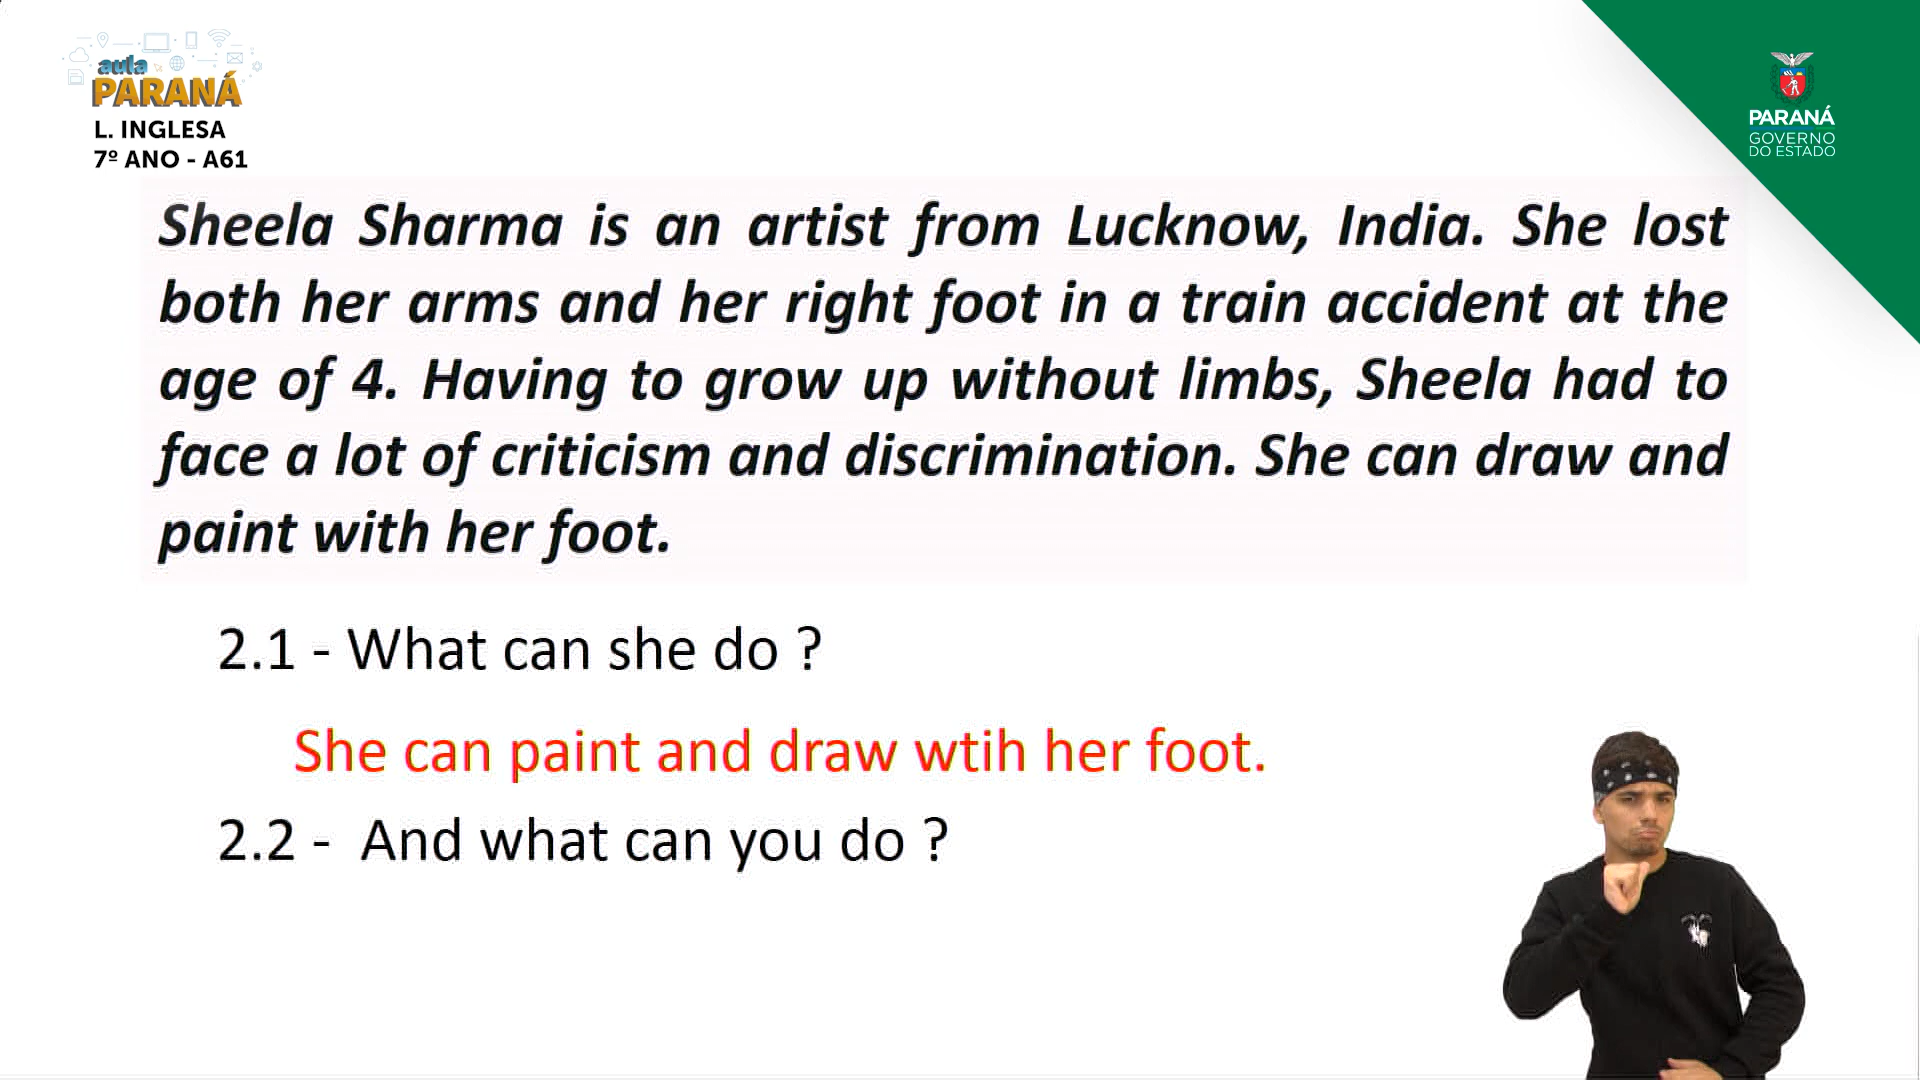 aula
PARANÁ
L. INGLESA
7º ANO - A61
PARANÁ
GOVERNO
DO ESTADO
Sheela Sharma is an artist from Lucknow, India. She lost
both her arms and her right foot in a train accident at the
age of 4. Having to grow up without limbs, Sheela had to
face a lot of criticism and discrimination. She can draw and
paint with her foot.
2.1 - What can she do ?
She can paint and draw wtih her foot.
2.2 - And what can you do ?